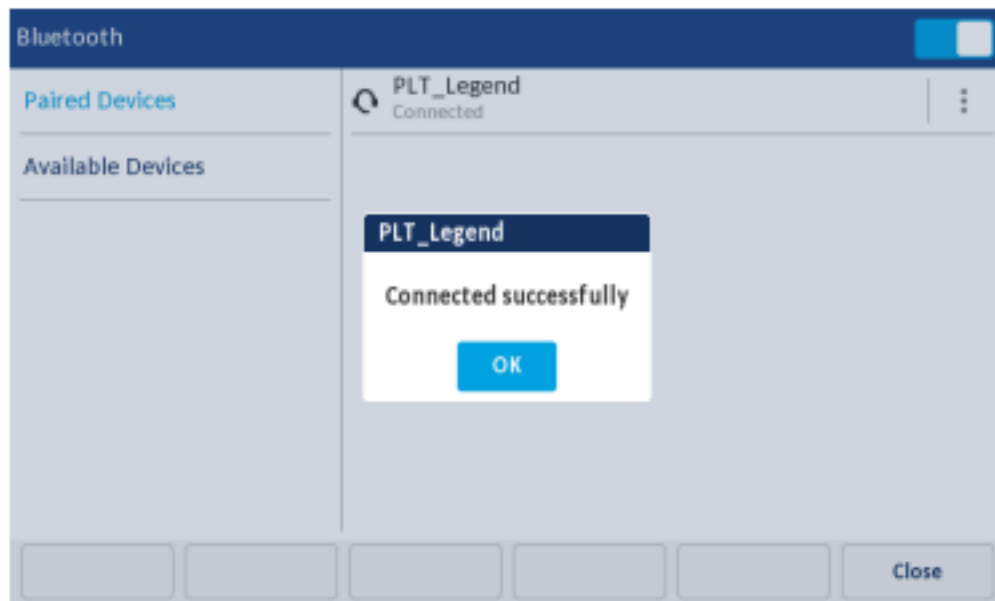 Bluetooth
Paired Devices
Available Devices
PLT_Legend
Connected
PLT_Legend
Connected successfully
OK
Close